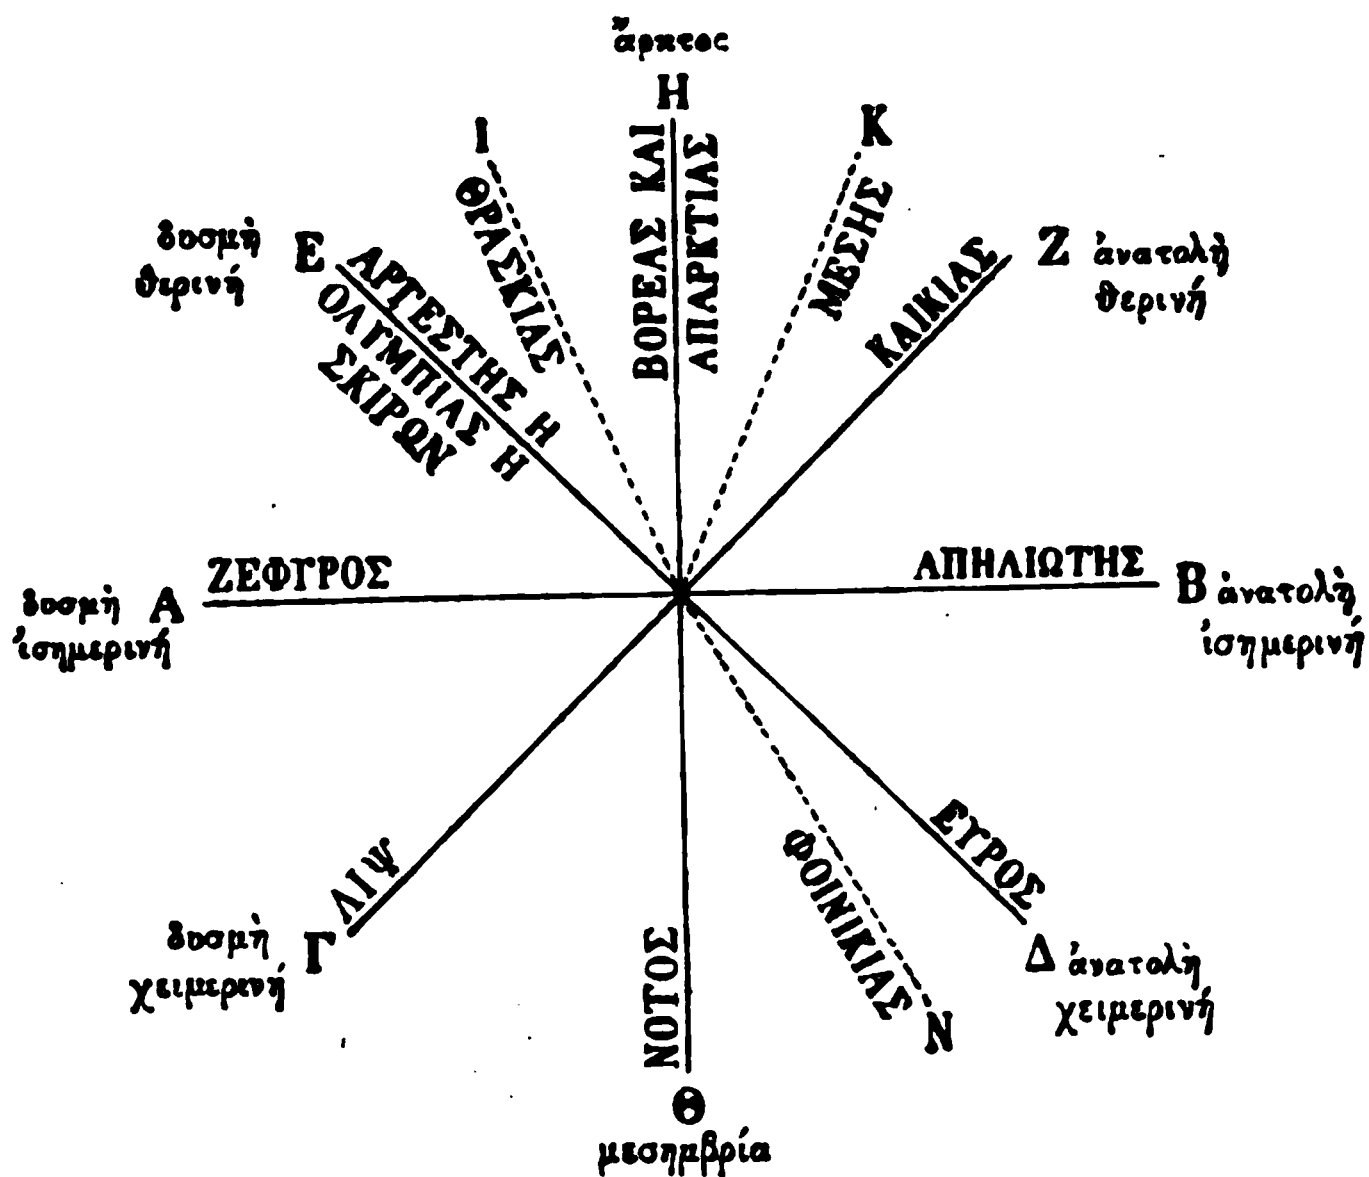 ἄρκτος
Η
Ι
Κ
ΒΟΡΕΑΣ ΚΑΙ
ΑΠΑΡΚΤΙΑΣ
ΘΡΑΣΚΙΑΣ
ΜΕΣΗΣ
δυσμὴ
θερινή
Ε
ΑΡΓΕΣΤΗΣ Η
ΟΛΥΜΠΙΑΣ Η
ΣΚΙΡΩΝ
ΚΑΙΚΙΑΣ
Ζ
ἀνατολὴ
θερινή
δυσμὴ
ἰσημερινή
Α
ΖΕΦΥΡΟΣ
ΑΠΗΛΙΩΤΗΣ
Β
ἀνατολὴ
ἰσημερινή
δυσμὴ
χειμερινή
Γ
ΛΙΨ
ΝΟΤΟΣ
ΦΟΙΝΙΚΙΑΣ
Ν
ΕΥΡΟΣ
Δ
ἀνατολὴ
χειμερινή
Θ
μεσημβρία